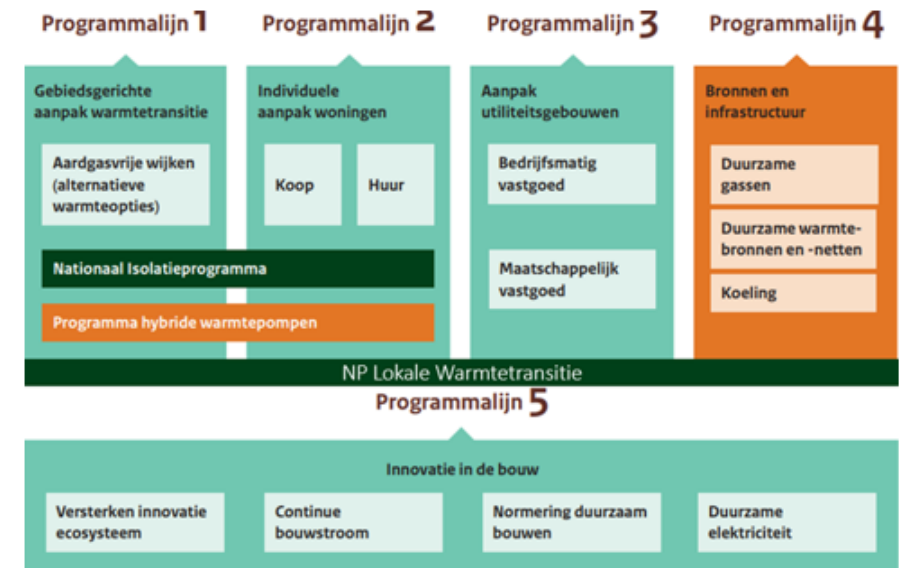 Programmalijn 1
Gebiedsgerichte
aanpak warmtetransitie
Aardgasvrije wijken
(alternatieve
warmteopties)
Programmalijn 2
Individuele
aanpak woningen
Koop
Huur
Nationaal Isolatieprogramma
Programma hybride warmtepompen
Programmalijn 3
Aanpak
utiliteitsgebouwen
Bedrijfsmatig
vastgoed
Maatschappelijk
vastgoed
Programmalijn 4
Bronnen en
infrastructuur
Duurzame
gassen
Duurzame warmte-
bronnen en -netten
Koeling
NP Lokale Warmtetransitie
Programmalijn 5
Innovatie in de bouw
Versterken innovatie
ecosysteem
Continue
bouwstroom
Normering duurzaam
bouwen
Duurzame
elektriciteit